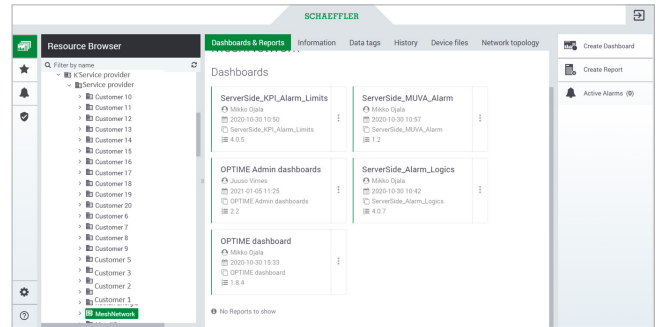 SCHAEFFLER
Resource Browser
Filter by name
K'Service provider
Service provider
Customer 10
Customer 11
Customer 12
Customer 13
Customer 14
Customer 15
Customer 16
Customer 17
Customer 18
Customer 19
Customer 20
Customer 6
Customer 7
Customer 8
Customer 9
Customer 5
Customer 3
Customer 2
Customer 1
MeshNetwork
Dashboards & Reports Information Data tags History Device files Network topology
Dashboards
ServerSide_KPI_Alarm_Limits
Mikko Ojala
2020-10-30 10:50
ServerSide_KPI_Alarm_Limits
4.0.5
ServerSide_MUVA_Alarm
Mikko Ojala
2020-10-30 10:57
ServerSide_MUVA_Alarm
1.2
OPTIME Admin dashboards
Juuso Virnes
2021-01-05 11:25
OPTIME Admin dashboards
2.2
ServerSide_Alarm_Logics
Mikko Ojala
2020-10-30 10:42
ServerSide_Alarm_Logics
4.0.7
OPTIME dashboard
Mikko Ojala
2020-10-30 15:33
OPTIME dashboard
1.8.4
No Reports to show
Create Dashboard
Create Report
Active Alarms (0)